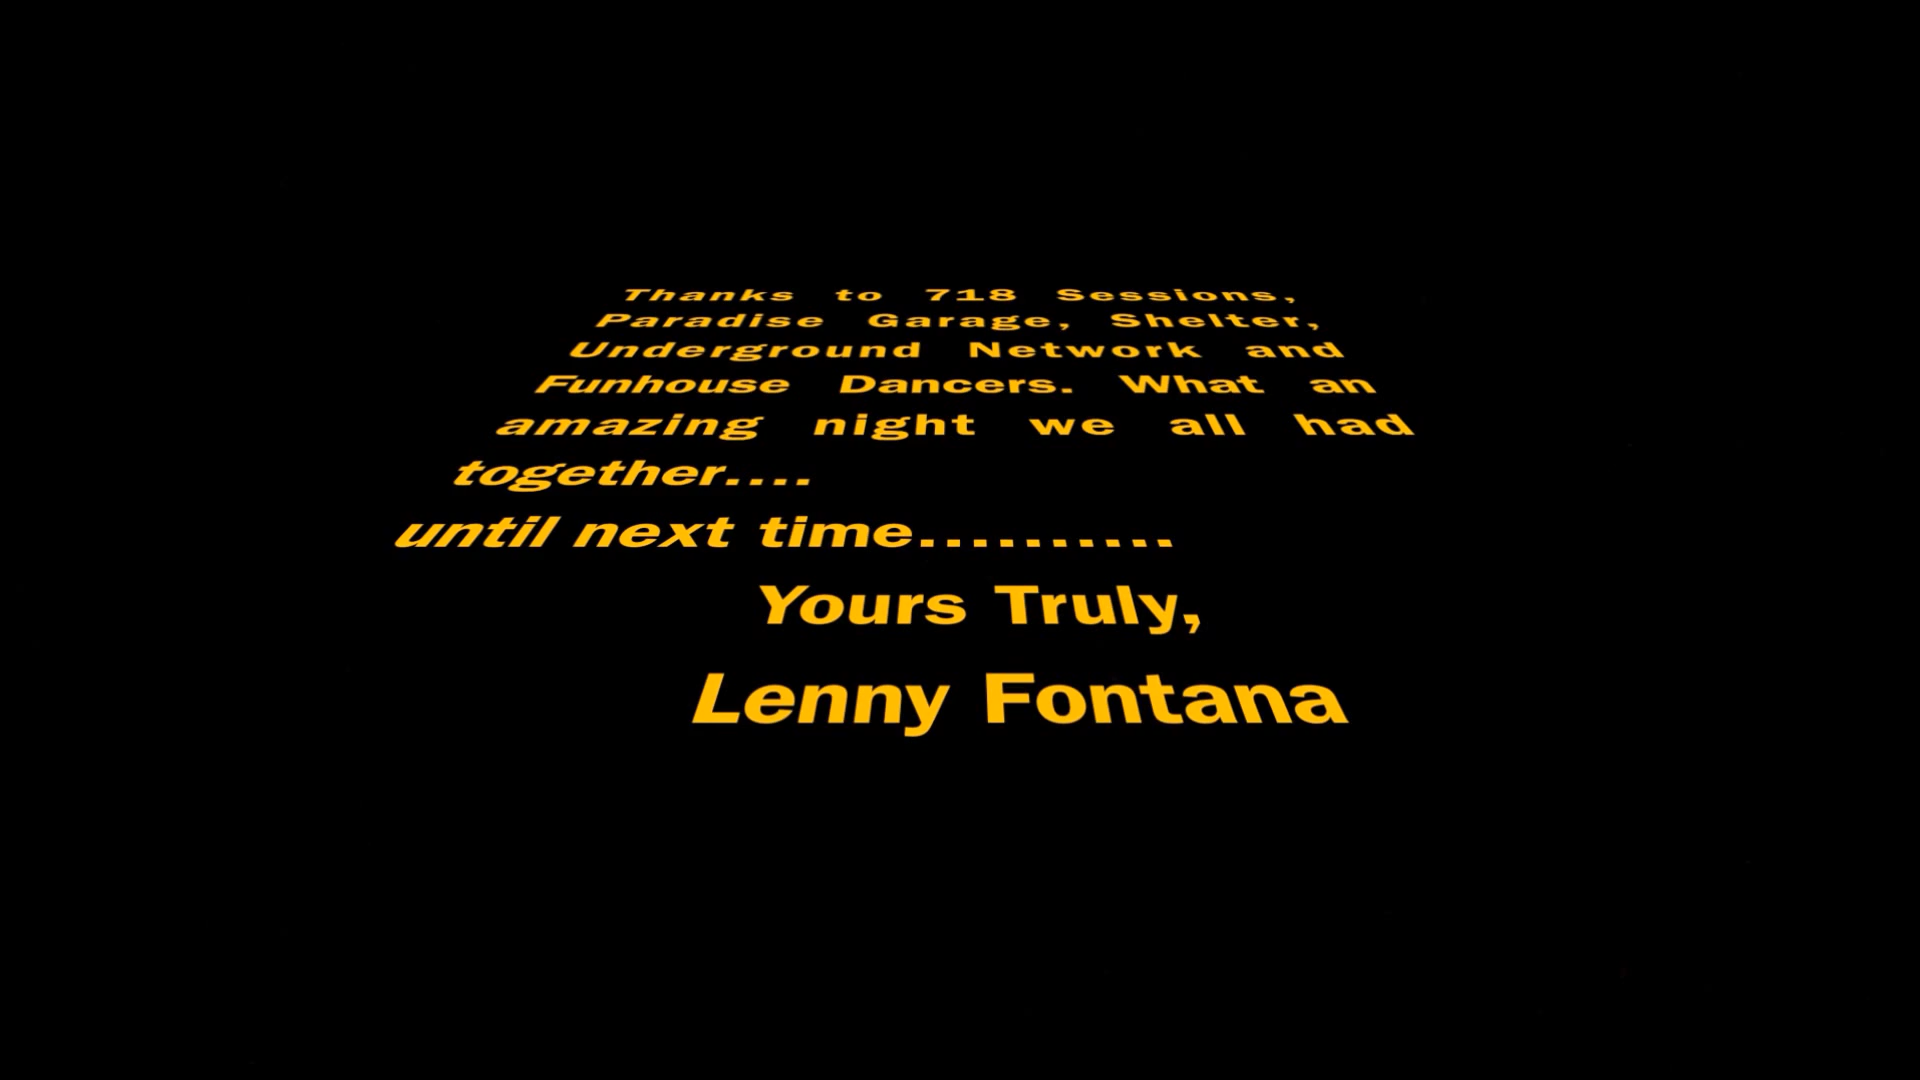 Thanks to 718 Sessions,
Paradise Garage, Shelter,
Underground Network and
Funhouse Dancers. What an
amazing night we all had
together....
until next time..........
Yours Truly,
Lenny Fontana